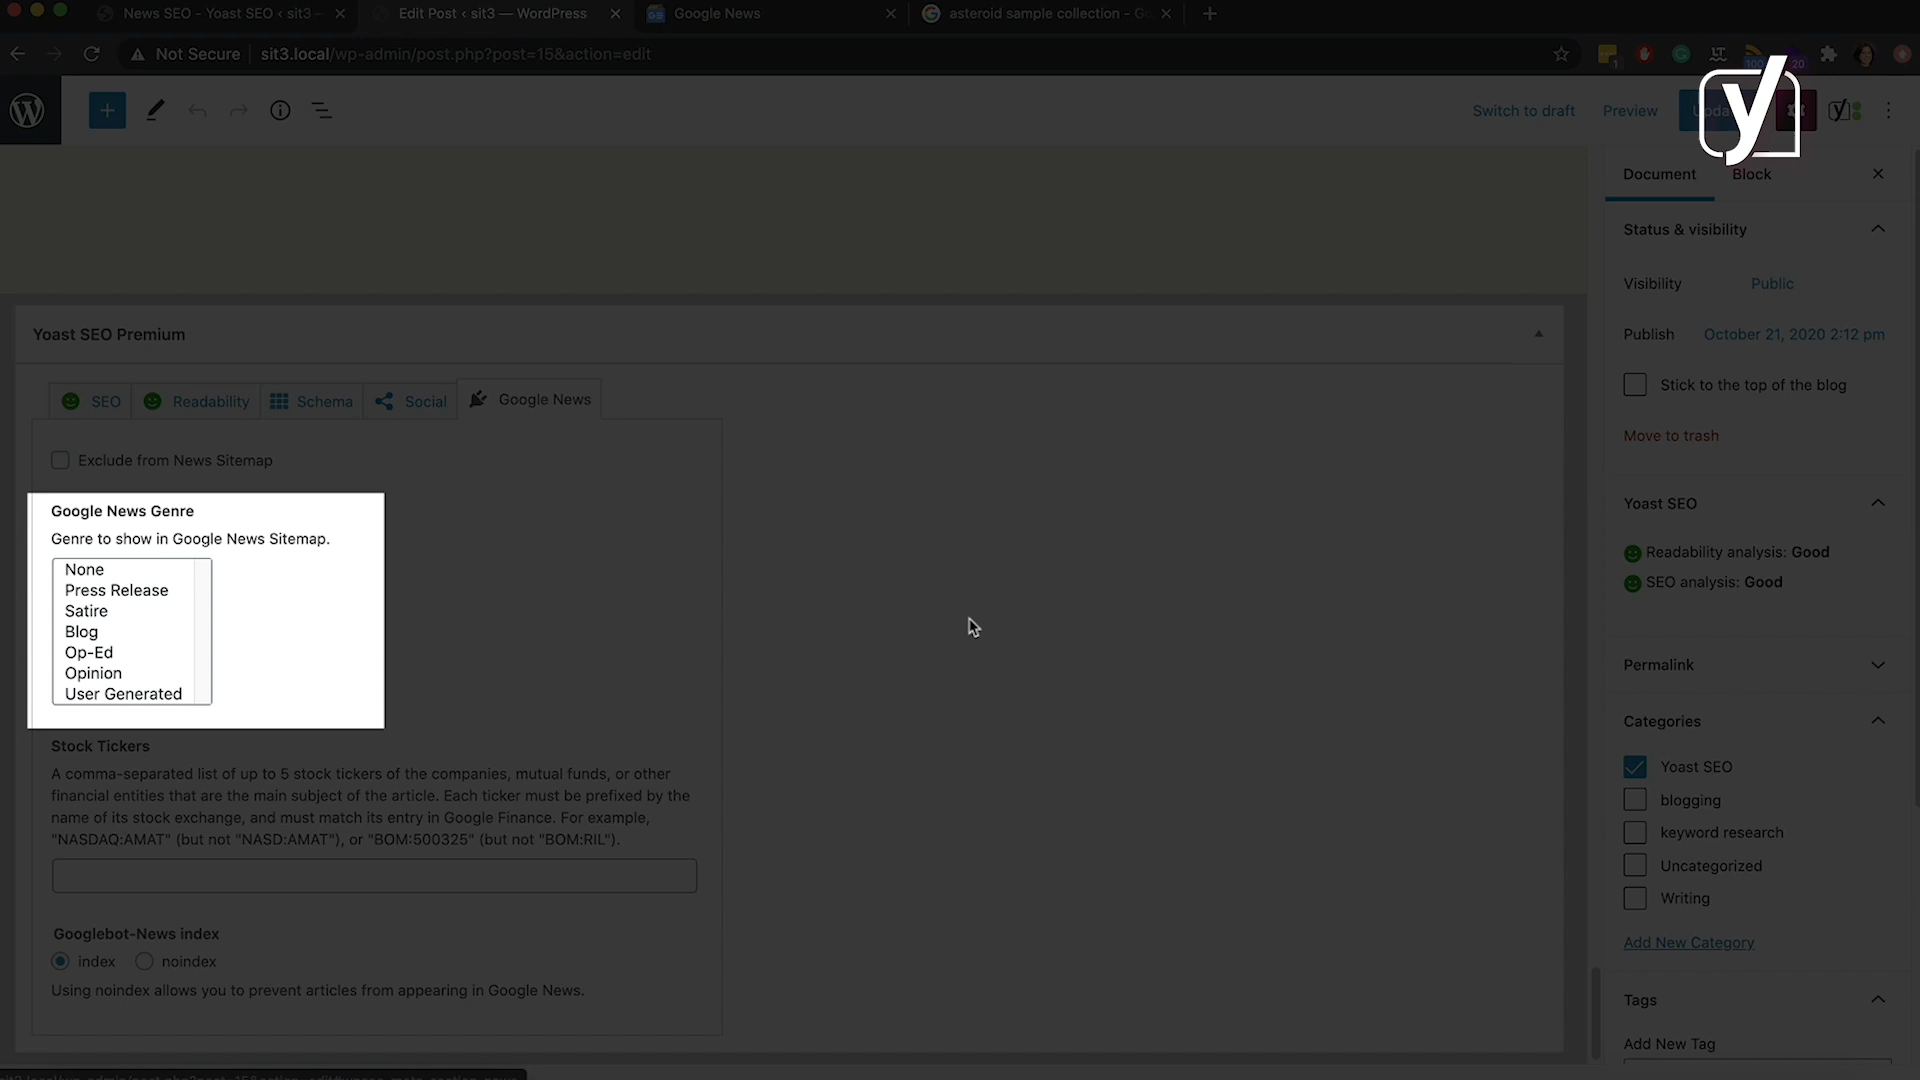 News SEO - Yoast SEO ‹ sit3 —
Edit Post ‹ sit3 — WordPress
Google News
asteroid sample collection - Go
Not Secure
sit3.local/wp-admin/post.php?post=15&action=edit
1
100
20
Switch to draft
Preview
Upda
Document
Block
Status & visibility
Visibility
Public
Publish
October 21, 2020 2:12 pm
Stick to the top of the blog
Move to trash
Yoast SEO
Readability analysis: Good
SEO analysis: Good
Permalink
Categories
Yoast SEO
blogging
keyword research
Uncategorized
Writing
Add New Category
Tags
Add New Tag
Yoast SEO Premium
SEO
Readability
Schema
Social
Google News
Exclude from News Sitemap
Google News Genre
Genre to show in Google News Sitemap.
None
Press Release
Satire
Blog
Op-Ed
Opinion
User Generated
Stock Tickers
A comma-separated list of up to 5 stock tickers of the companies, mutual funds, or other
financial entities that are the main subject of the article. Each ticker must be prefixed by the
name of its stock exchange, and must match its entry in Google Finance. For example,
"NASDAQ:AMAT" (but not "NASD:AMAT"), or "BOM:500325" (but not "BOM:RIL").
Googlebot-News index
index
noindex
Using noindex allows you to prevent articles from appearing in Google News.